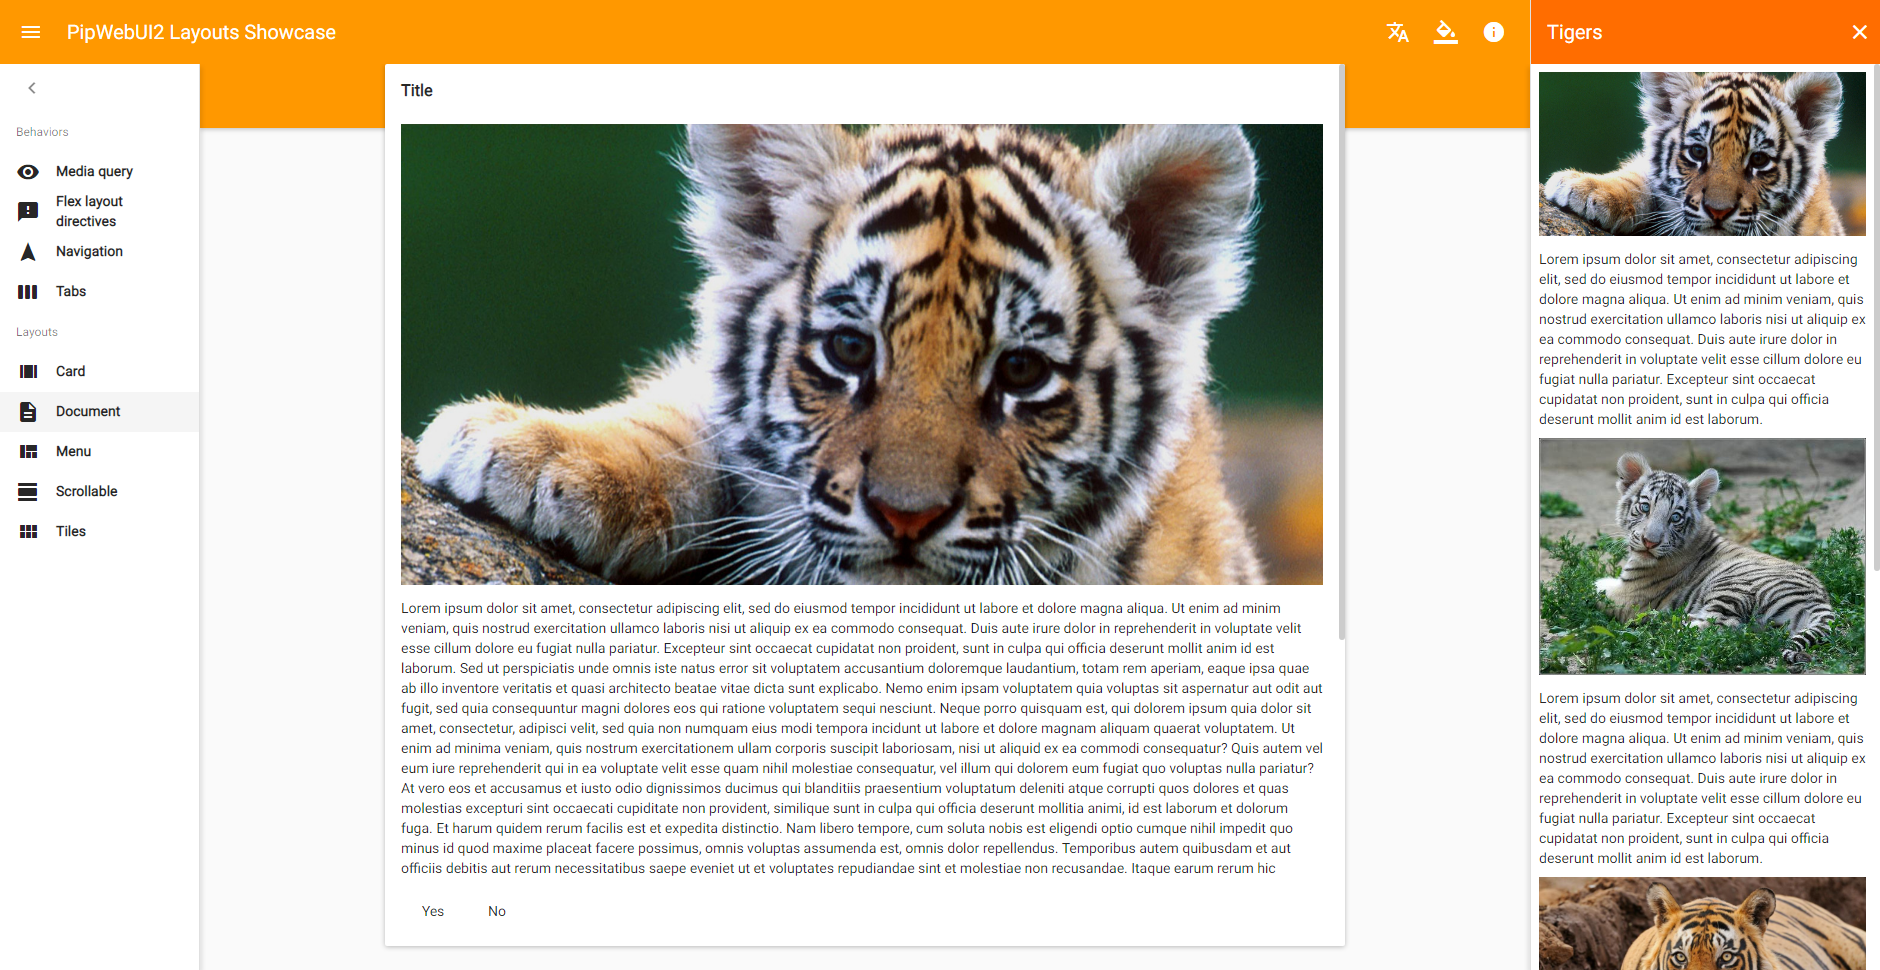 PipWebUI2 Layouts Showcase
Tigers
Behaviors
Media query
Flex layout
directives
Navigation
Tabs
Layouts
Card
Document
Menu
Scrollable
Tiles
Title
Lorem ipsum dolor sit amet, consectetur adipiscing elit, sed do eiusmod tempor incididunt ut labore et dolore magna aliqua. Ut enim ad minim
veniam, quis nostrud exercitation ullamco laboris nisi ut aliquip ex ea commodo consequat. Duis aute irure dolor in reprehenderit in voluptate velit
esse cillum dolore eu fugiat nulla pariatur. Excepteur sint occaecat cupidatat non proident, sunt in culpa qui officia deserunt mollit anim id est
laborum. Sed ut perspiciatis unde omnis iste natus error sit voluptatem accusantium doloremque laudantium, totam rem aperiam, eaque ipsa quae
ab illo inventore veritatis et quasi architecto beatae vitae dicta sunt explicabo. Nemo enim ipsam voluptatem quia voluptas sit aspernatur aut odit aut
fugit, sed quia consequuntur magni dolores eos qui ratione voluptatem sequi nesciunt. Neque porro quisquam est, qui dolorem ipsum quia dolor sit
amet, consectetur, adipisci velit, sed quia non numquam eius modi tempora incidunt ut labore et dolore magnam aliquam quaerat voluptatem. Ut
enim ad minima veniam, quis nostrum exercitationem ullam corporis suscipit laboriosam, nisi ut aliquid ex ea commodi consequatur? Quis autem vel
eum iure reprehenderit qui in ea voluptate velit esse quam nihil molestiae consequatur, vel illum qui dolorem eum fugiat quo voluptas nulla pariatur?
At vero eos et accusamus et iusto odio dignissimos ducimus qui blanditiis praesentium voluptatum deleniti atque corrupti quos dolores et quas
molestias excepturi sint occaecati cupiditate non provident, similique sunt in culpa qui officia deserunt mollitia animi, id est laborum et dolorum
fuga. Et harum quidem rerum facilis est et expedita distinctio. Nam libero tempore, cum soluta nobis est eligendi optio cumque nihil impedit quo
minus id quod maxime placeat facere possimus, omnis voluptas assumenda est, omnis dolor repellendus. Temporibus autem quibusdam et aut
officiis debitis aut rerum necessitatibus saepe eveniet ut et voluptates repudiandae sint et molestiae non recusandae. Itaque earum rerum hic
Yes
No
Lorem ipsum dolor sit amet, consectetur adipiscing
elit, sed do eiusmod tempor incididunt ut labore et
dolore magna aliqua. Ut enim ad minim veniam, quis
nostrud exercitation ullamco laboris nisi ut aliquip ex
ea commodo consequat. Duis aute irure dolor in
reprehenderit in voluptate velit esse cillum dolore eu
fugiat nulla pariatur. Excepteur sint occaecat
cupidatat non proident, sunt in culpa qui officia
deserunt mollit anim id est laborum.
Lorem ipsum dolor sit amet, consectetur adipiscing
elit, sed do eiusmod tempor incididunt ut labore et
dolore magna aliqua. Ut enim ad minim veniam, quis
nostrud exercitation ullamco laboris nisi ut aliquip ex
ea commodo consequat. Duis aute irure dolor in
reprehenderit in voluptate velit esse cillum dolore eu
fugiat nulla pariatur. Excepteur sint occaecat
cupidatat non proident, sunt in culpa qui officia
deserunt mollit anim id est laborum.